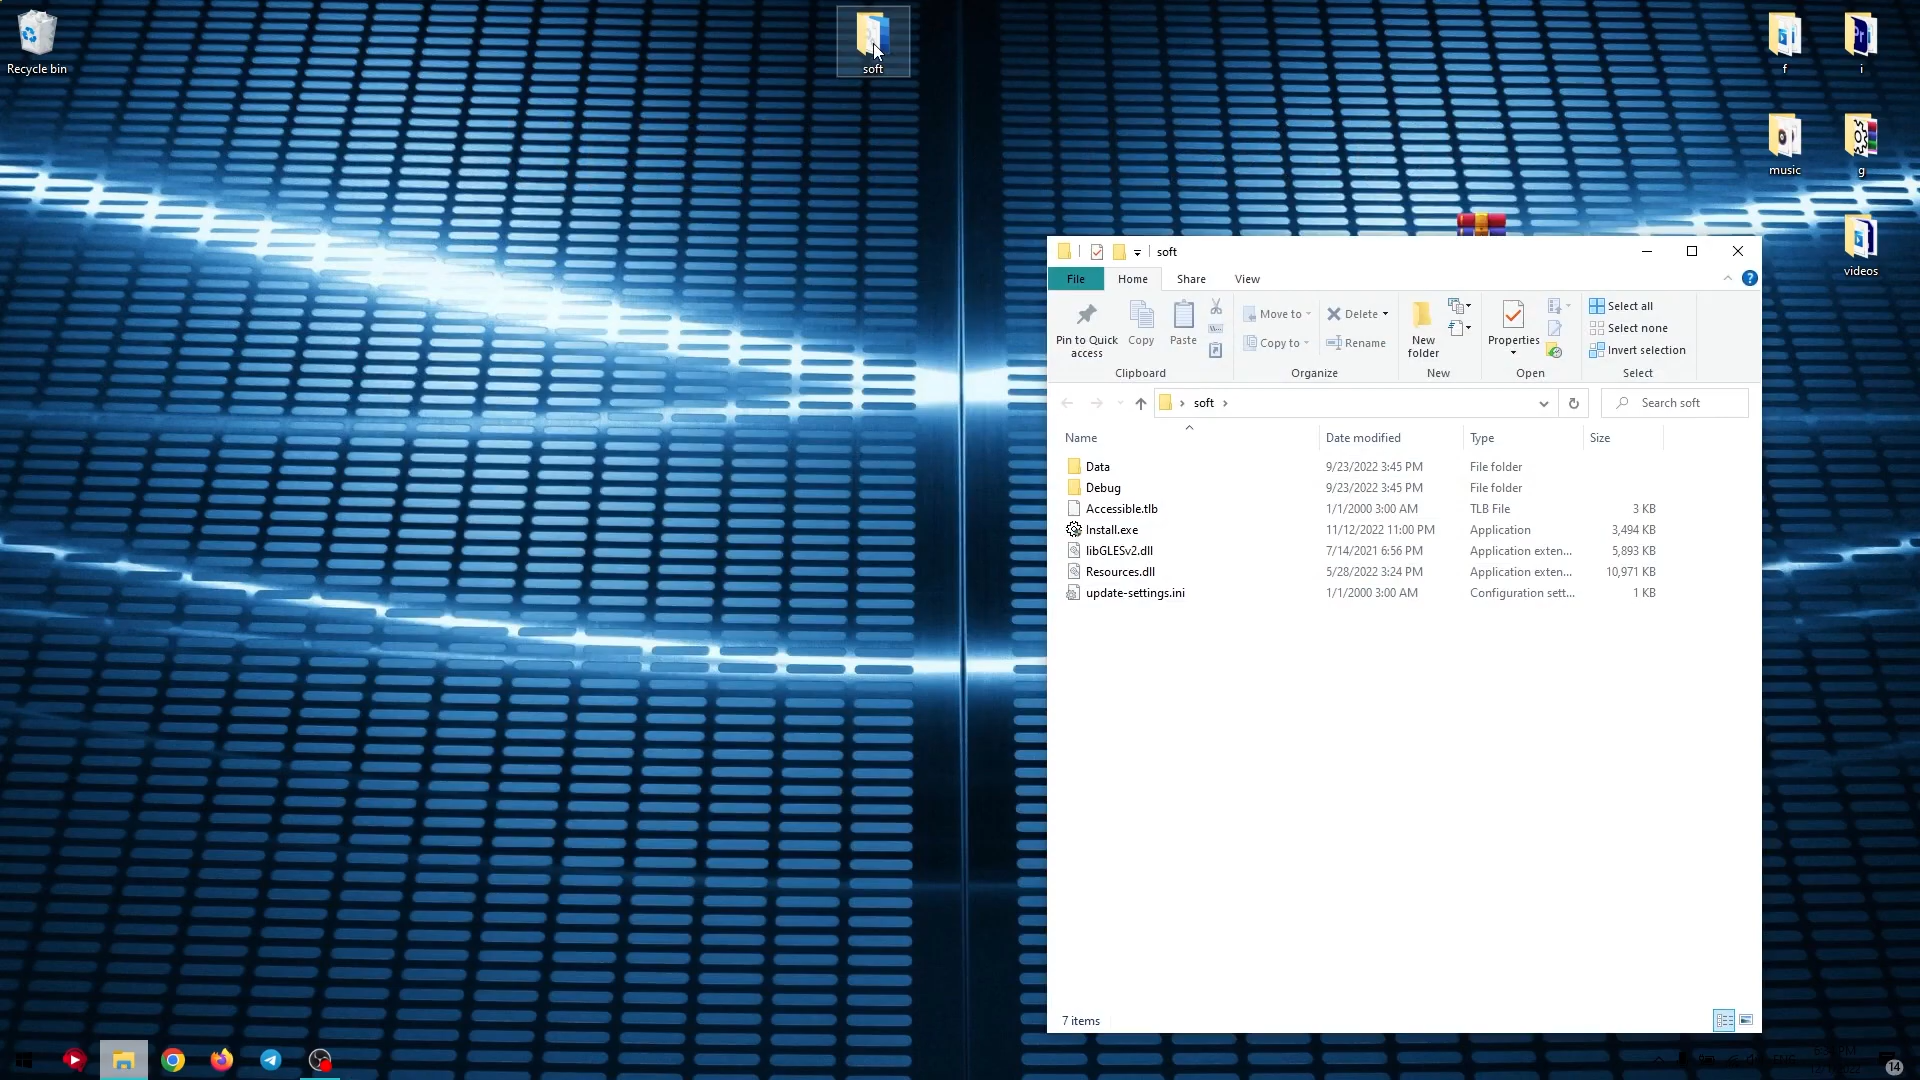 Recycle bin
soft
f
i
music
g
videos
soft
File
Home
Share
View
Pin to Quick access
Copy
Paste
Move to
Copy to
Delete
Rename
New folder
Properties
Select all
Select none
Invert selection
Clipboard
Organize
New
Open
Select
soft
Search soft
Name Date modified Type Size
Data 9/23/2022 3:45 PM File folder
Debug 9/23/2022 3:45 PM File folder
Accessible.tlb 1/1/2000 3:00 AM TLB File 3 KB
Install.exe 11/12/2022 11:00 PM Application 3,494 KB
libGLESv2.dll 7/14/2021 6:56 PM Application exten... 5,893 KB
Resources.dll 5/28/2022 3:24 PM Application exten... 10,971 KB
update-settings.ini 1/1/2000 3:00 AM Configuration sett... 1 KB
7 items
14